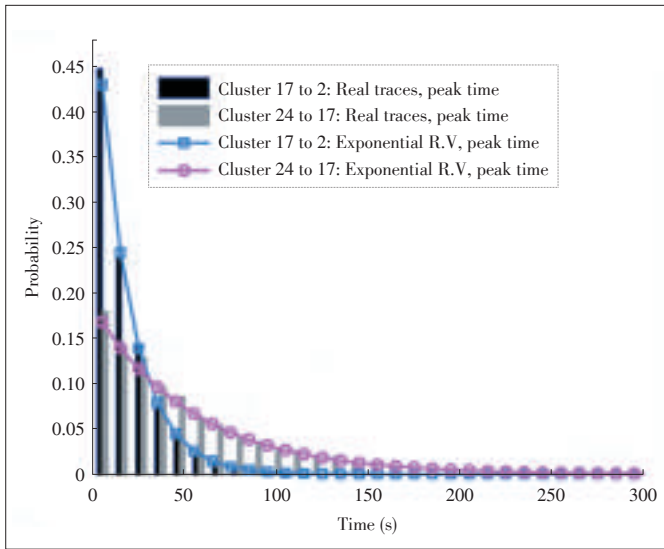 0.45
0.40
0.35
0.30
0.25
0.20
0.15
0.10
0.05
0
Probability
Cluster 17 to 2: Real traces, peak time
Cluster 24 to 17: Real traces, peak time
Cluster 17 to 2: Exponential R.V, peak time
Cluster 24 to 17: Exponential R.V, peak time
0 50 100 150 200 250 300
Time (s)